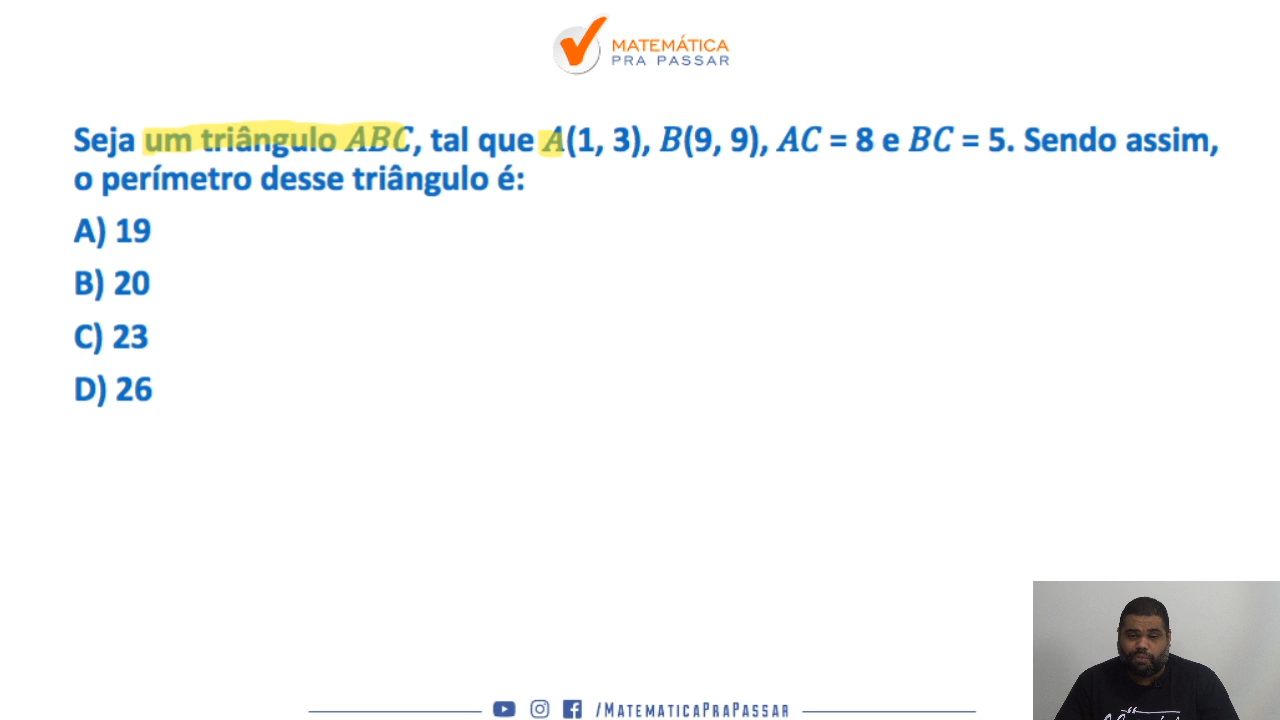 MATEMÁTICA
PRA PASSAR
Seja um triângulo ABC, tal que A(1, 3), B(9, 9), AC = 8 e BC = 5. Sendo assim,
o perímetro desse triângulo é:
A) 19
B) 20
C) 23
D) 26
/MATEMATICAPRAPASSAR